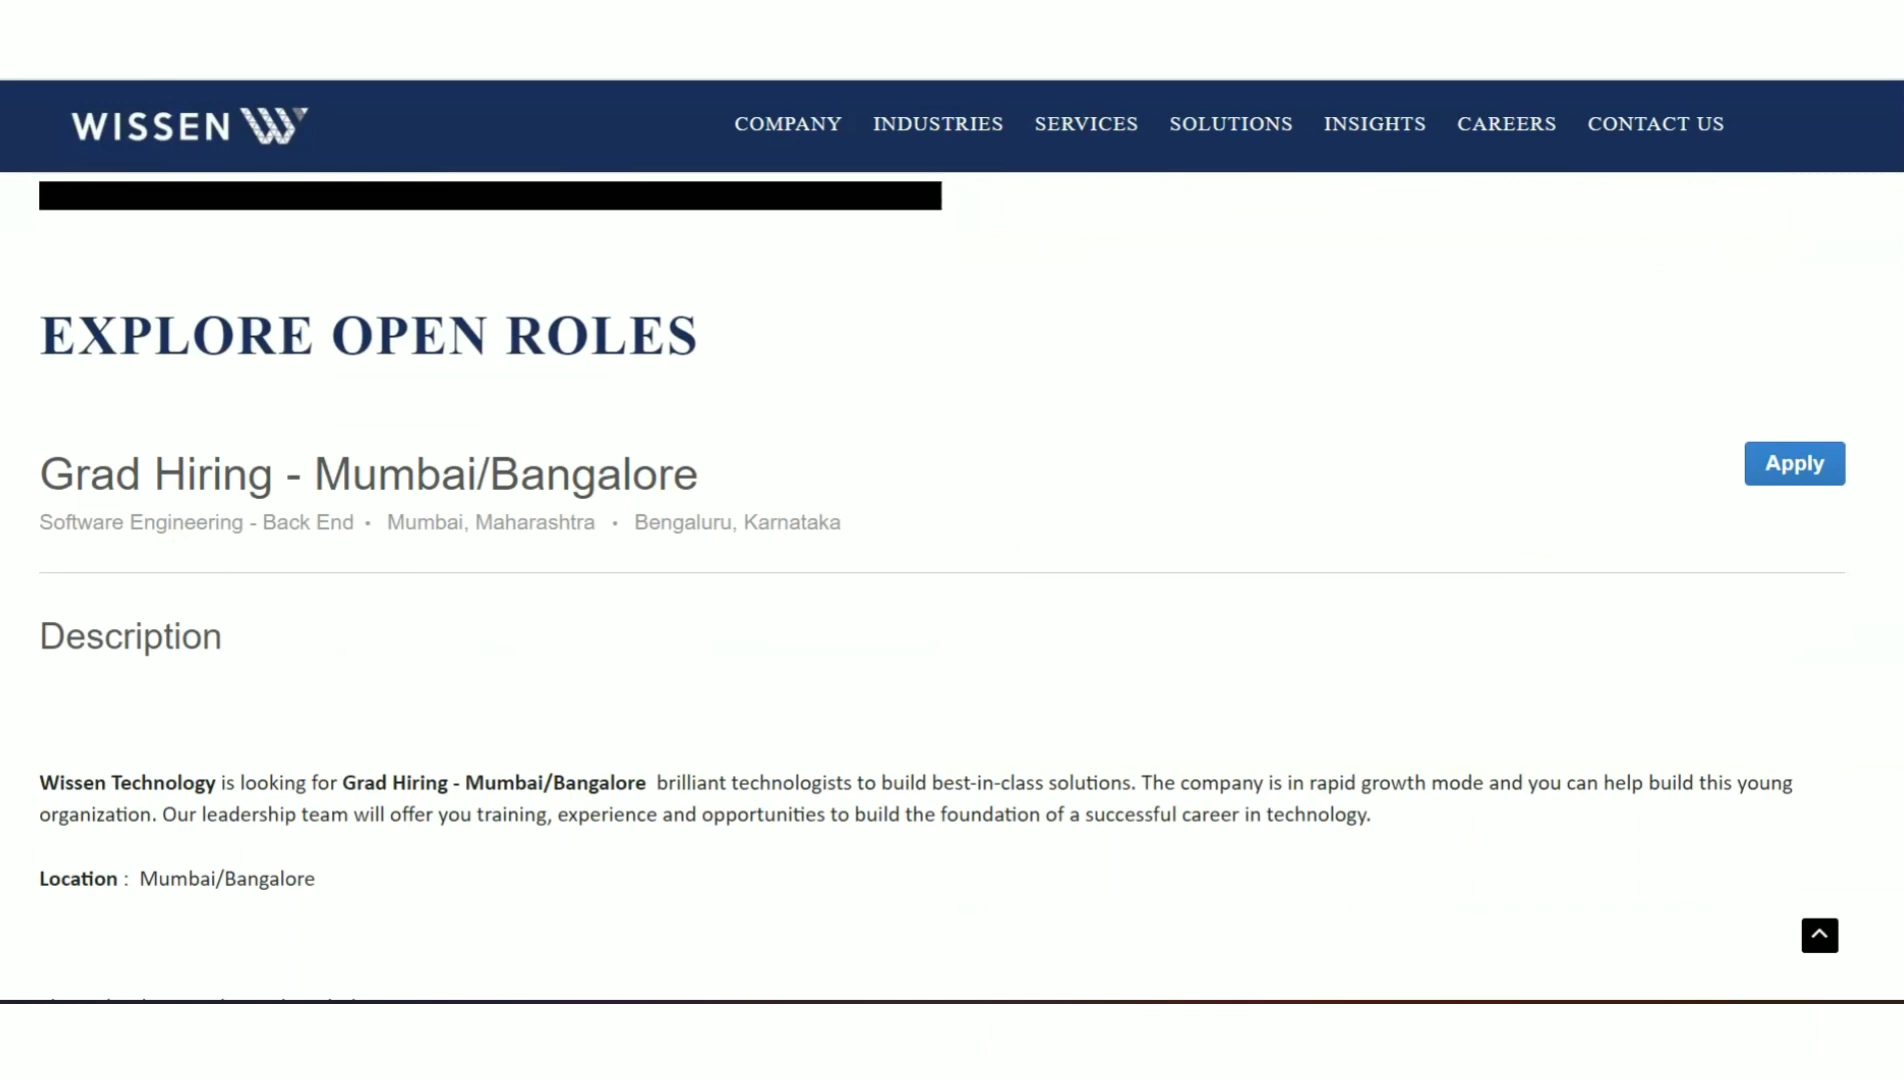 WISSEN
COMPANY INDUSTRIES SERVICES SOLUTIONS INSIGHTS CAREERS CONTACT US
EXPLORE OPEN ROLES
Grad Hiring - Mumbai/Bangalore
Apply
Software Engineering - Back End • Mumbai, Maharashtra • Bengaluru, Karnataka
Description
Wissen Technology is looking for Grad Hiring - Mumbai/Bangalore brilliant technologists to build best-in-class solutions. The company is in rapid growth mode and you can help build this young
organization. Our leadership team will offer you training, experience and opportunities to build the foundation of a successful career in technology.
Location : Mumbai/Bangalore